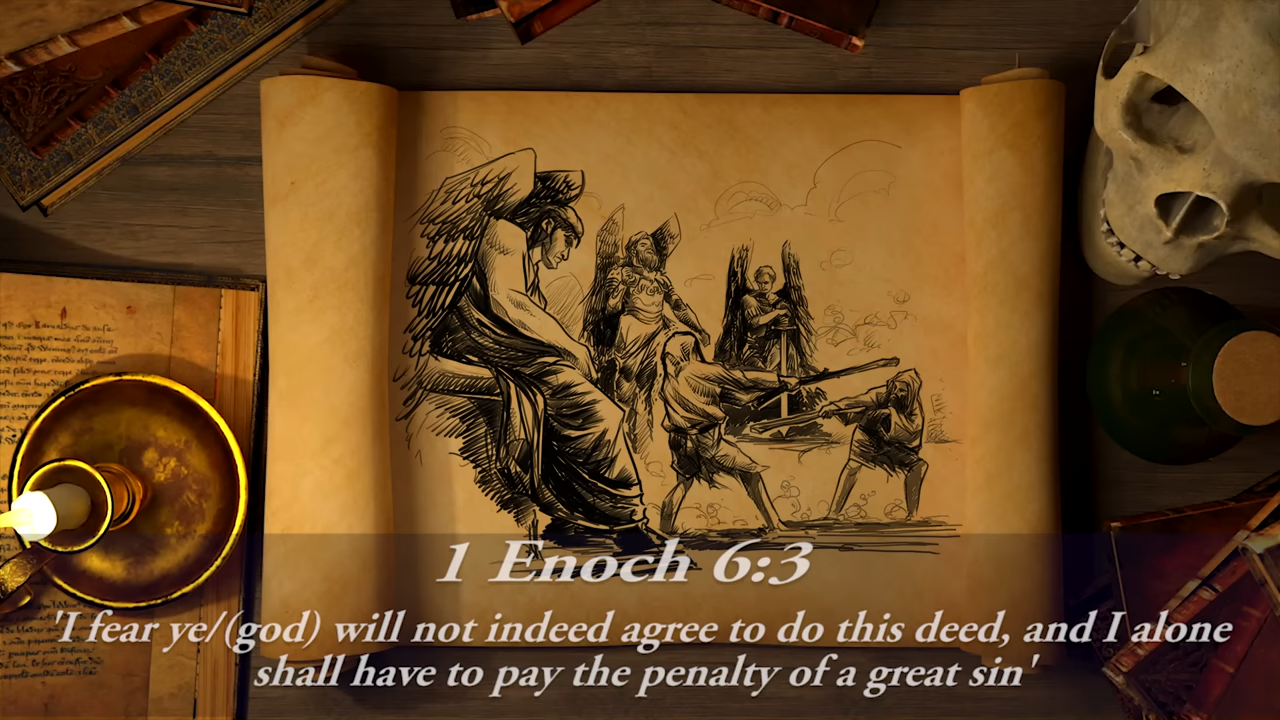 1 Enoch 6:3
'I fear ye/(god) will not indeed agree to do this deed, and I alone
shall have to pay the penalty of a great sin'